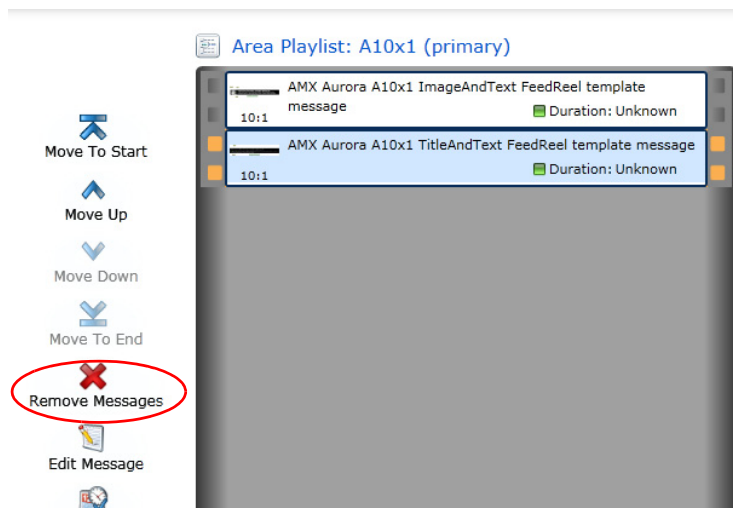 Area Playlist: A10x1 (primary)
AMX Aurora A10x1 ImageAndText FeedReel template
message
10:1
Duration: Unknown
AMX Aurora A10x1 TitleAndText FeedReel template message
10:1
Duration: Unknown
Move To Start
Move Up
Move Down
Move To End
Remove Messages
Edit Message